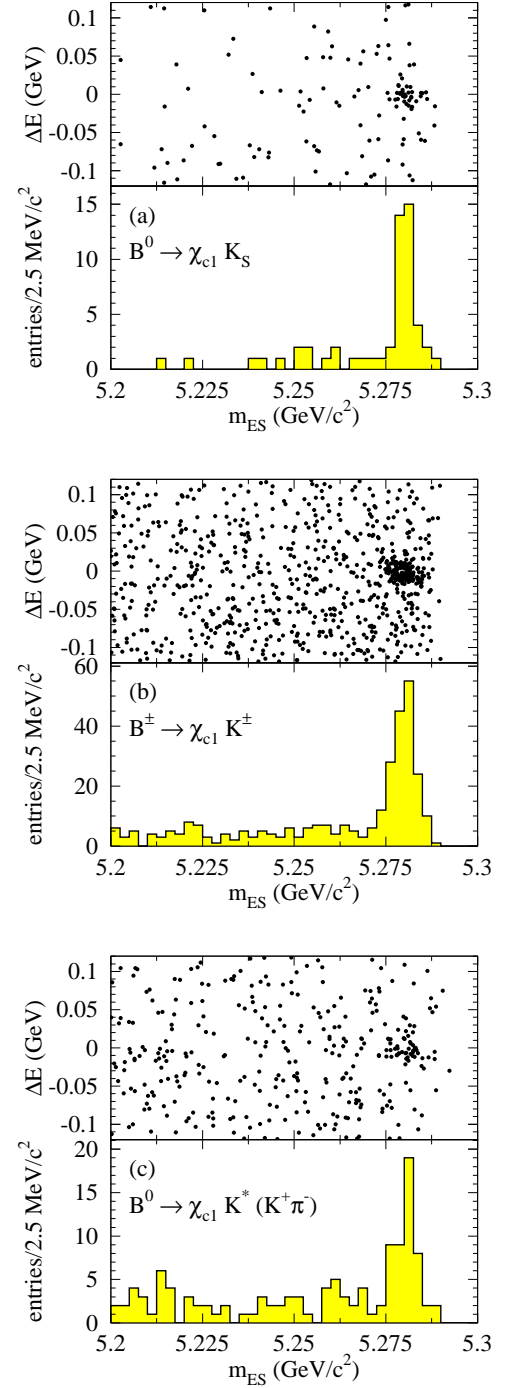 0.1
0.05
0
-0.05
-0.1
ΔE (GeV)
15
10
5
0
entries/2.5 MeV/c²
(a)
B⁰ → χc1 KS
5.2 5.225 5.25 5.275 5.3
mES (GeV/c²)
0.1
0.05
0
-0.05
-0.1
ΔE (GeV)
60
40
20
0
entries/2.5 MeV/c²
(b)
B± → χc1 K±
5.2 5.225 5.25 5.275 5.3
mES (GeV/c²)
0.1
0.05
0
-0.05
-0.1
ΔE (GeV)
20
15
10
5
0
entries/2.5 MeV/c²
(c)
B⁰ → χc1 K* (K⁺π⁻)
5.2 5.225 5.25 5.275 5.3
mES (GeV/c²)